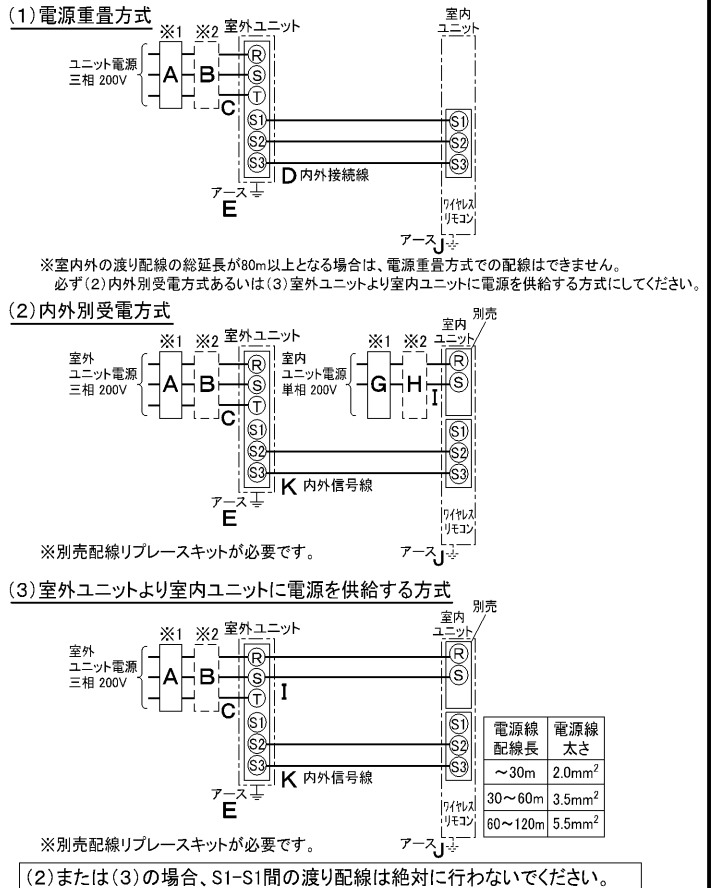 (1)電源重畳方式
※1 ※2 室外ユニット
室内
ユニット
ユニット電源
三相 200V
A B
C
R
S
T
S1
S2
S3
S1
S2
S3
D 内外接続線
アース
E
ワイヤレス
リモコン
アース J
※室内外の渡り配線の総延長が80m以上となる場合は、電源重畳方式での配線はできません。
必ず(2)内外別受電方式あるいは(3)室外ユニットより室内ユニットに電源を供給する方式にしてください。
(2)内外別受電方式
別売
※1 ※2 室外ユニット
※1 ※2
室内
ユニット
室外
ユニット電源
三相 200V
A B
C
R
S
T
S1
S2
S3
室内
ユニット電源
単相 200V
G H
I
R
S
S1
S2
S3
K 内外信号線
アース
E
ワイヤレス
リモコン
アース J
※別売配線リプレースキットが必要です。
(3)室外ユニットより室内ユニットに電源を供給する方式
別売
※1 ※2 室外ユニット
室内
ユニット
室外
ユニット電源
三相 200V
A B
C
R
S
T
S1
S2
S3
I
R
S
S1
S2
S3
K 内外信号線
アース
E
ワイヤレス
リモコン
アース J
電源線
配線長
電源線
太さ
~30m 2.0mm²
30~60m 3.5mm²
60~120m 5.5mm²
※別売配線リプレースキットが必要です。
(2)または(3)の場合、S1-S1間の渡り配線は絶対に行わないでください。